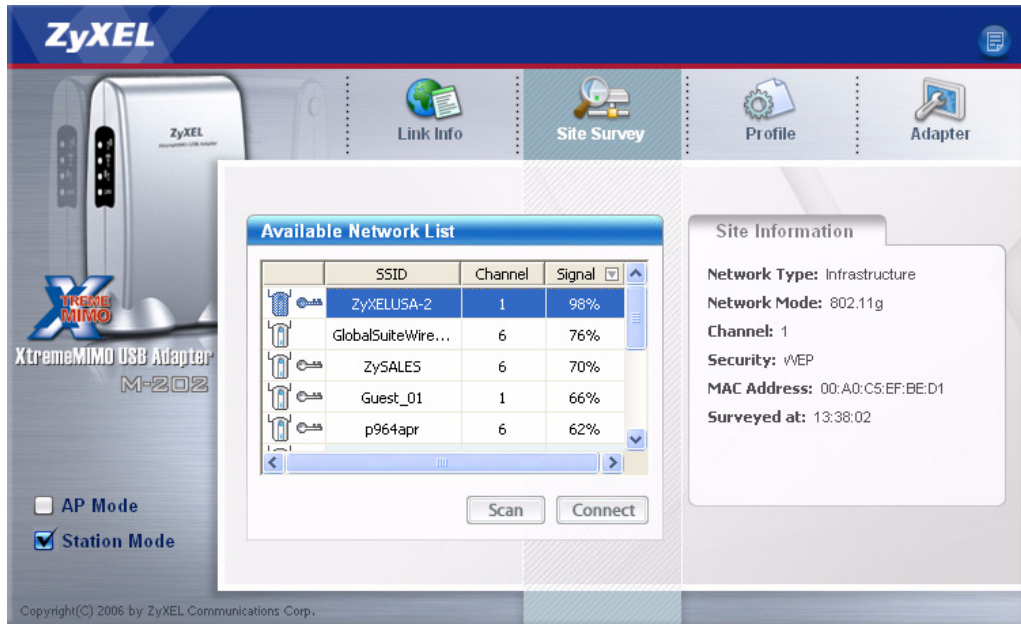 ZyXEL
Link Info
Site Survey
Profile
Adapter
ZyXEL
XTREME
MIMO
XtremeMIMO USB Adapter
M-202
Available Network List
SSID Channel Signal
ZyXELUSA-2 1 98%
GlobalSuiteWire... 6 76%
ZySALES 6 70%
Guest_01 1 66%
p964apr 6 62%
Scan
Connect
Site Information
Network Type: Infrastructure
Network Mode: 802.11g
Channel: 1
Security: WEP
MAC Address: 00:A0:C5:EF:BE:D1
Surveyed at: 13:38:02
AP Mode
Station Mode
Copyright(C) 2006 by ZyXEL Communications Corp.